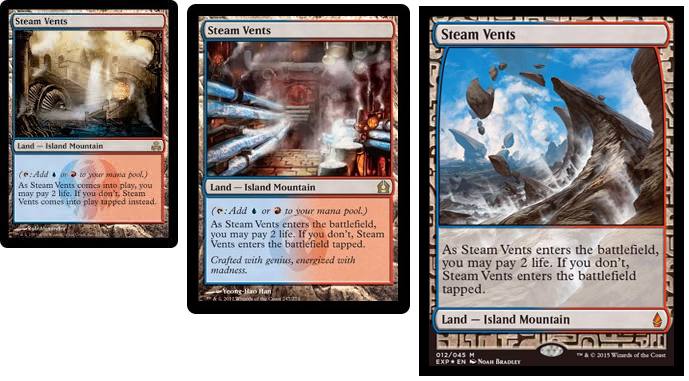 Steam Vents
Land — Island Mountain
( : Add or to your mana pool.)
As Steam Vents comes into play, you
may pay 2 life. If you don't, Steam
Vents comes into play tapped instead.
Steam Vents
Land — Island Mountain
( : Add or to your mana pool.)
As Steam Vents enters the battlefield,
you may pay 2 life. If you don't, Steam
Vents enters the battlefield tapped.
Crafted with genius, energized with
madness.
Yeong-Hao Han
Steam Vents
As Steam Vents enters the battlefield,
you may pay 2 life. If you don't,
Steam Vents enters the battlefield
tapped.
Land — Island Mountain
012/045 M
EXP ★ EN Noah Bradley
™ & © 2015 Wizards of the Coast